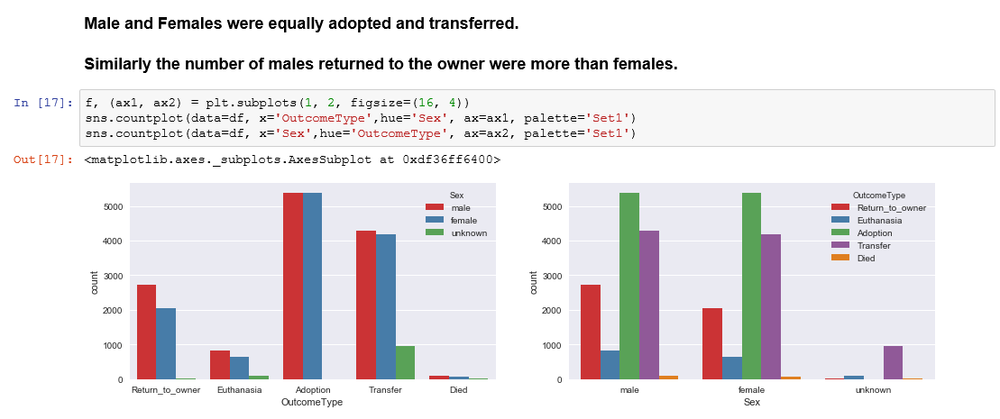 Male and Females were equally adopted and transferred.
Similarly the number of males returned to the owner were more than females.
In [17]:
f, (ax1, ax2) = plt.subplots(1, 2, figsize=(16, 4))
sns.countplot(data=df, x='OutcomeType',hue='Sex', ax=ax1, palette='Set1')
sns.countplot(data=df, x='Sex',hue='OutcomeType', ax=ax2, palette='Set1')
Out[17]:
<matplotlib.axes._subplots.AxesSubplot at 0xdf36ff6400>
Sex
male
female
unknown
5000
4000
3000
2000
1000
0
count
Return_to_owner Euthanasia Adoption Transfer Died
OutcomeType
OutcomeType
Return_to_owner
Euthanasia
Adoption
Transfer
Died
5000
4000
3000
2000
1000
0
count
male female unknown
Sex